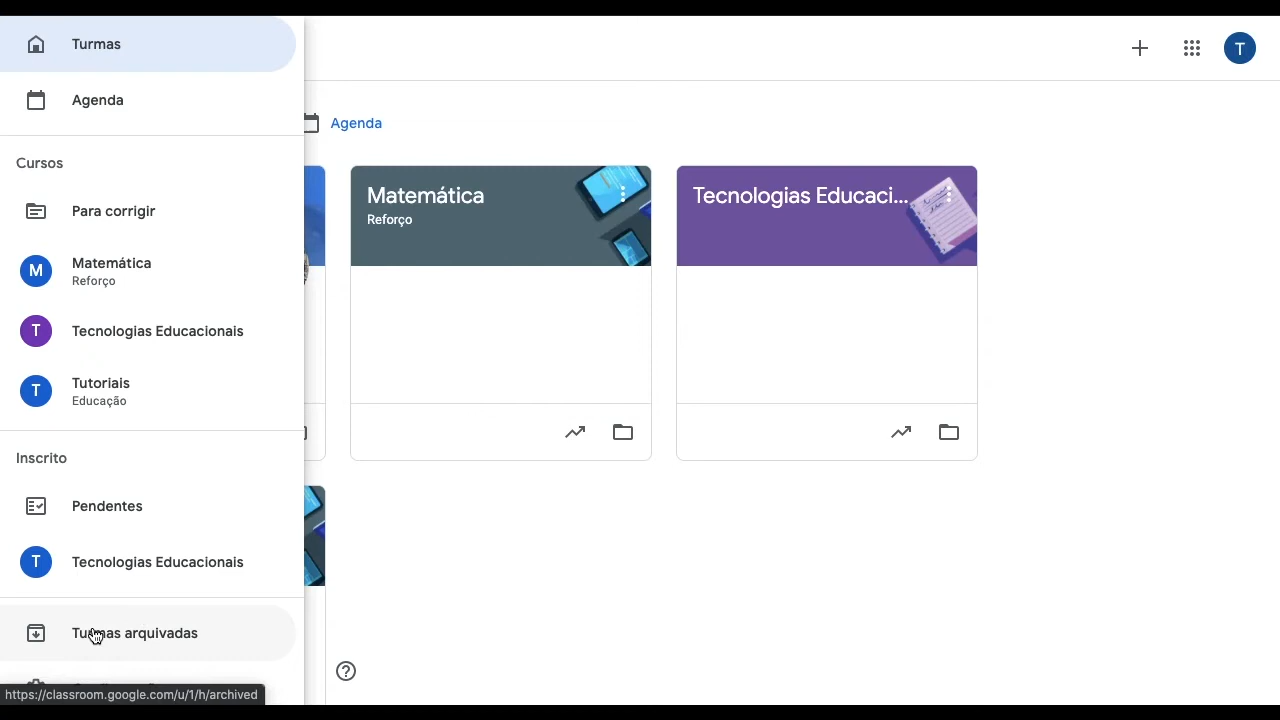 Turmas
T
Agenda
Agenda
Cursos
Para corrigir
M
Matemática
Reforço
T
Tecnologias Educacionais
T
Tutoriais
Educação
Inscrito
Pendentes
T
Tecnologias Educacionais
Turmas arquivadas
https://classroom.google.com/u/1/h/archived
Matemática
Reforço
Tecnologias Educaci...